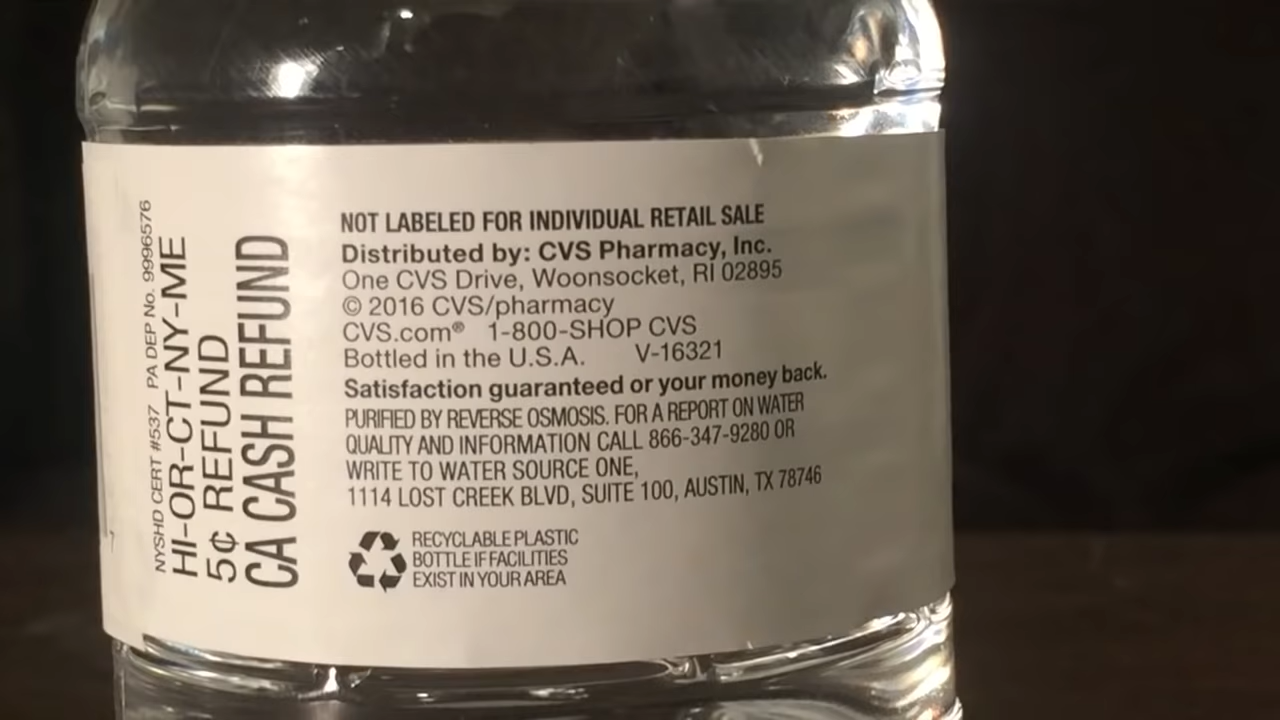 NYSHD CERT #537 PA DEP No. 9996576
HI-OR-CT-NY-ME
5¢ REFUND
CA CASH REFUND
NOT LABELED FOR INDIVIDUAL RETAIL SALE
Distributed by: CVS Pharmacy, Inc.
One CVS Drive, Woonsocket, RI 02895
© 2016 CVS/pharmacy
CVS.com® 1-800-SHOP CVS
Bottled in the U.S.A. V-16321
Satisfaction guaranteed or your money back.
PURIFIED BY REVERSE OSMOSIS. FOR A REPORT ON WATER
QUALITY AND INFORMATION CALL 866-347-9280 OR
WRITE TO WATER SOURCE ONE,
1114 LOST CREEK BLVD, SUITE 100, AUSTIN, TX 78746
RECYCLABLE PLASTIC
BOTTLE IF FACILITIES
EXIST IN YOUR AREA